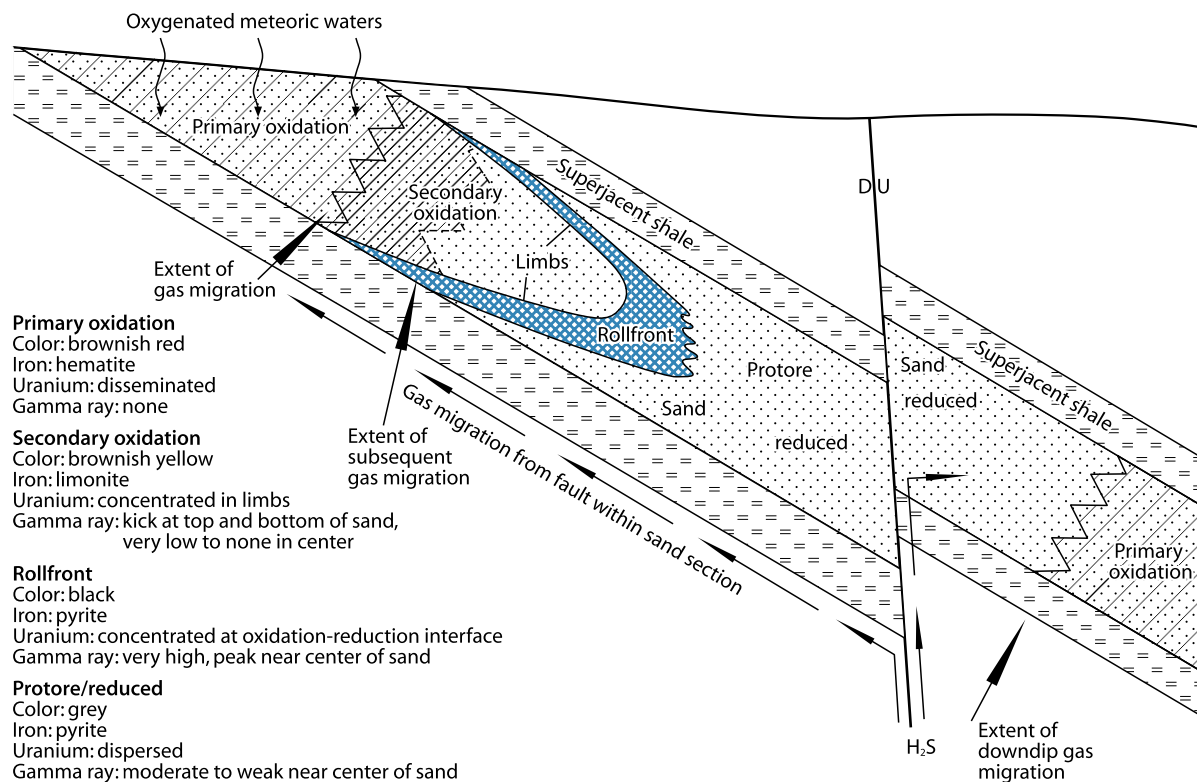 Oxygenated meteoric waters
Primary oxidation
Secondary
oxidation
Superjacent shale
D U
Limbs
Extent of
gas migration
Rollfront
Protore
Sand
reduced
Sand
reduced
Superjacent shale
Primary
oxidation
Extent of
subsequent
gas migration
Gas migration from fault within sand section
H₂S
Extent of
downdip gas
migration
Primary oxidation
Color: brownish red
Iron: hematite
Uranium: disseminated
Gamma ray: none
Secondary oxidation
Color: brownish yellow
Iron: limonite
Uranium: concentrated in limbs
Gamma ray: kick at top and bottom of sand,
very low to none in center
Rollfront
Color: black
Iron: pyrite
Uranium: concentrated at oxidation-reduction interface
Gamma ray: very high, peak near center of sand
Protore/reduced
Color: grey
Iron: pyrite
Uranium: dispersed
Gamma ray: moderate to weak near center of sand